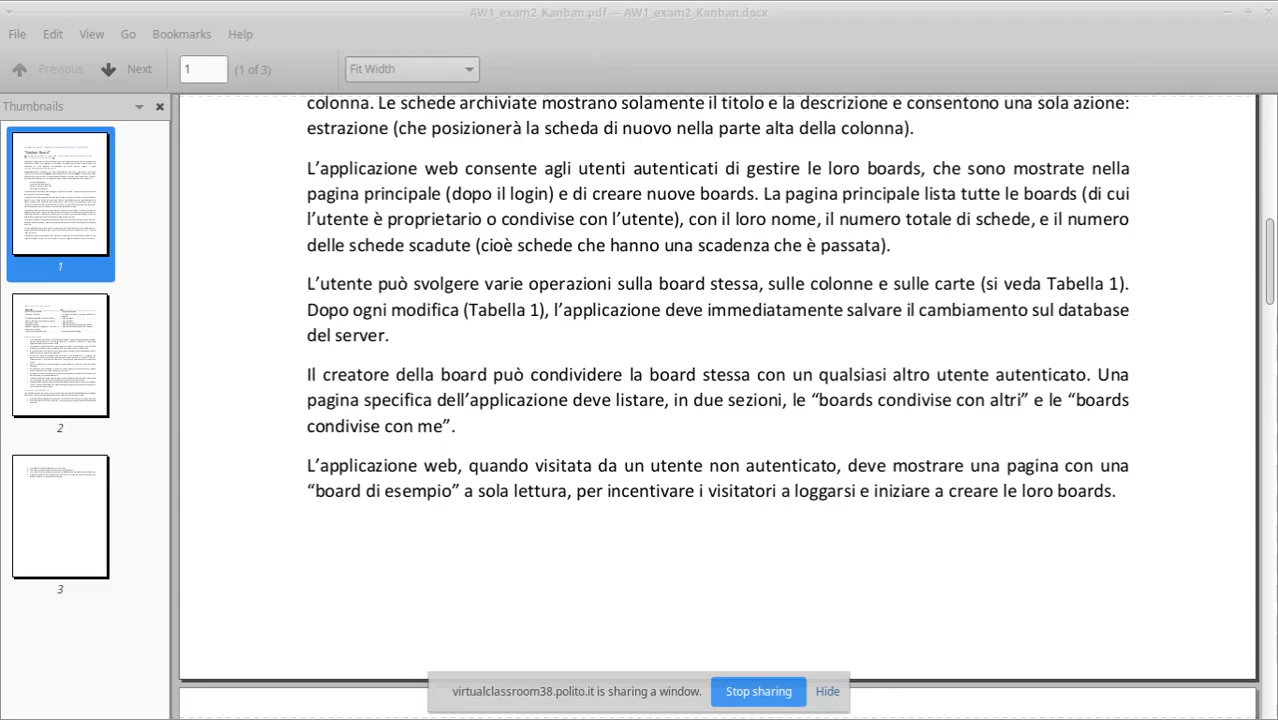 AW1_exam2_Kanban.pdf — AW1_exam2_Kanban.docx
File Edit View Go Bookmarks Help
Previous Next 1 (1 of 3) Fit Width
Thumbnails
1
2
3
colonna. Le schede archiviate mostrano solamente il titolo e la descrizione e consentono una sola azione:
estrazione (che posizionerà la scheda di nuovo nella parte alta della colonna).
L’applicazione web consente agli utenti autenticati di gestire le loro boards, che sono mostrate nella
pagina principale (dopo il login) e di creare nuove boards. La pagina principale lista tutte le boards (di cui
l’utente è proprietario o condivise con l’utente), con il loro nome, il numero totale di schede, e il numero
delle schede scadute (cioè schede che hanno una scadenza che è passata).
L’utente può svolgere varie operazioni sulla board stessa, sulle colonne e sulle carte (si veda Tabella 1).
Dopo ogni modifica (Tabella 1), l’applicazione deve immediatamente salvare il cambiamento sul database
del server.
Il creatore della board può condividere la board stessa con un qualsiasi altro utente autenticato. Una
pagina specifica dell’applicazione deve listare, in due sezioni, le “boards condivise con altri” e le “boards
condivise con me”.
L’applicazione web, quando visitata da un utente non autenticato, deve mostrare una pagina con una
“board di esempio” a sola lettura, per incentivare i visitatori a loggarsi e iniziare a creare le loro boards.
virtualclassroom38.polito.it is sharing a window. Stop sharing Hide